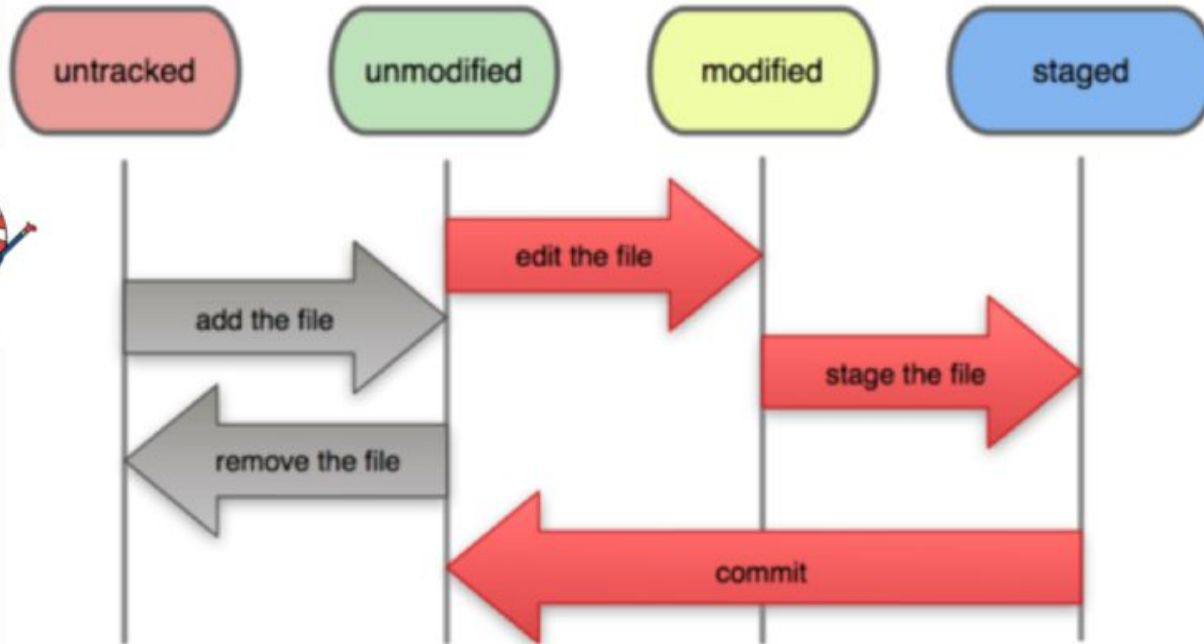 untracked
unmodified
modified
staged
edit the file
add the file
stage the file
remove the file
commit